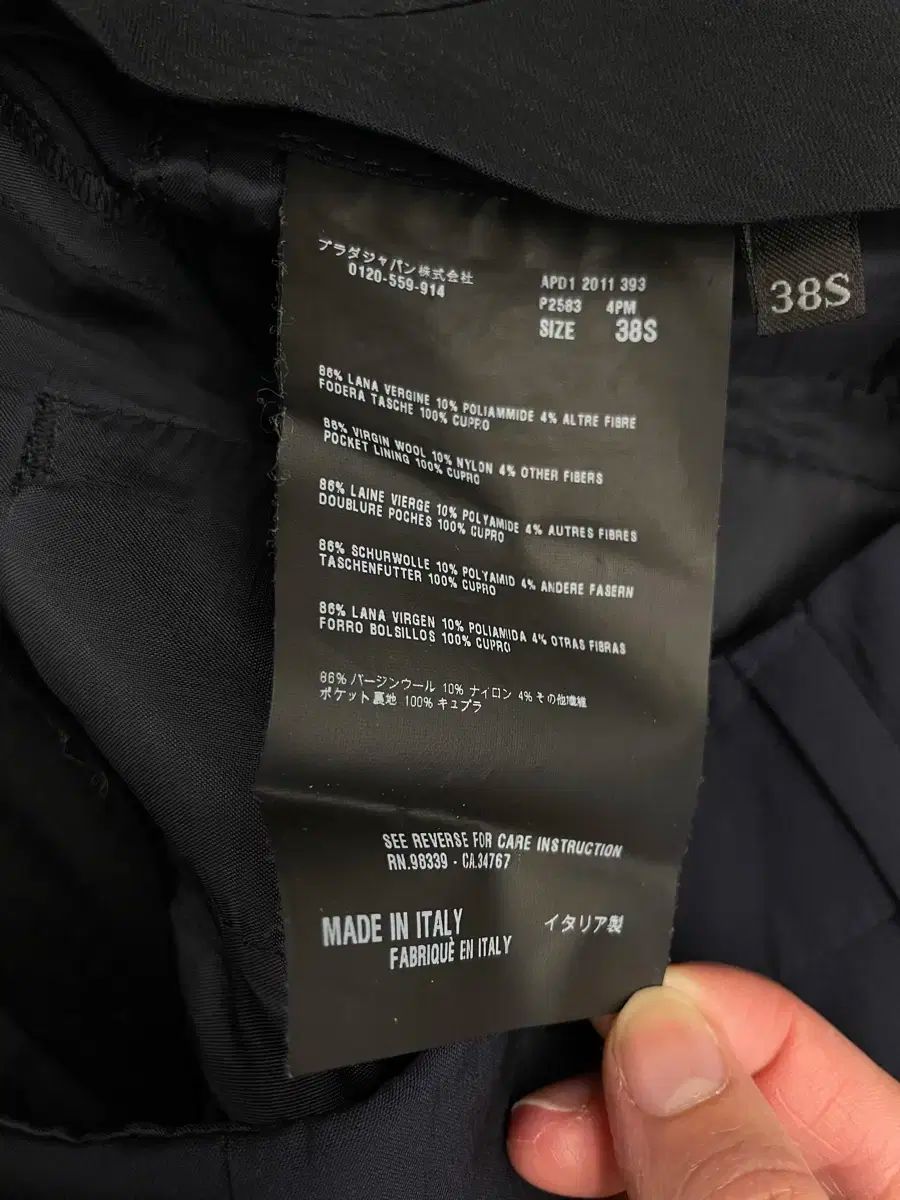 プラダジャパン株式会社
0120-559-914
APD1 2011 393
P2583 4PM
SIZE 38S
38S
86% LANA VERGINE 10% POLIAMMIDE 4% ALTRE FIBRE
FODERA TASCHE 100% CUPRO
86% VIRGIN WOOL 10% NYLON 4% OTHER FIBERS
POCKET LINING 100% CUPRO
86% LAINE VIERGE 10% POLYAMIDE 4% AUTRES FIBRES
DOUBLURE POCHES 100% CUPRO
86% SCHURWOLLE 10% POLYAMID 4% ANDERE FASERN
TASCHENFUTTER 100% CUPRO
86% LANA VIRGEN 10% POLIAMIDA 4% OTRAS FIBRAS
FORRO BOLSILLOS 100% CUPRO
86% バージンウール 10% ナイロン 4% その他繊維
ポケット裏地 100% キュプラ
SEE REVERSE FOR CARE INSTRUCTION
RN.98339 - CA.34767
MADE IN ITALY
イタリア製
FABRIQUÈ EN ITALY